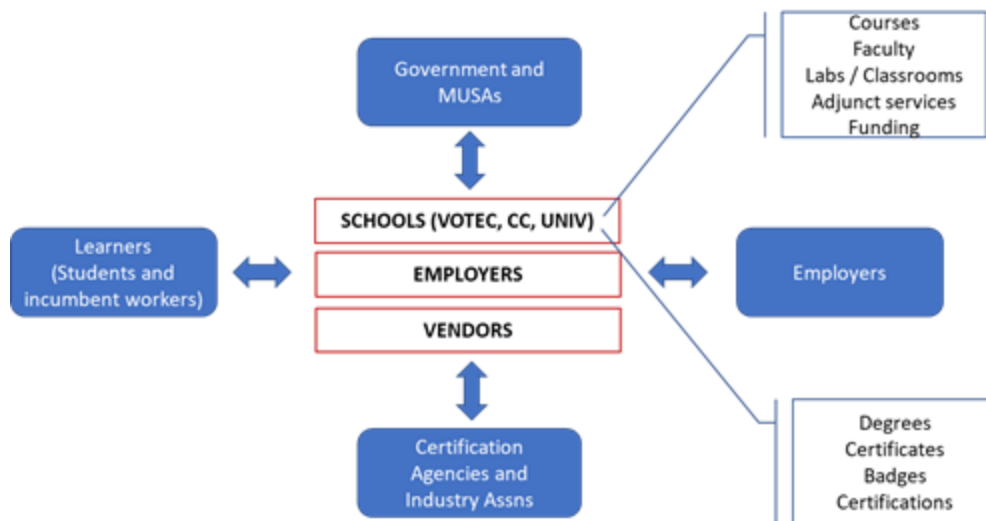 Courses
Faculty
Labs / Classrooms
Adjunct services
Funding
Government and
MUSAs
SCHOOLS (VOTEC, CC, UNIV)
EMPLOYERS
VENDORS
Learners
(Students and
incumbent workers)
Employers
Certification
Agencies and
Industry Assns
Degrees
Certificates
Badges
Certifications